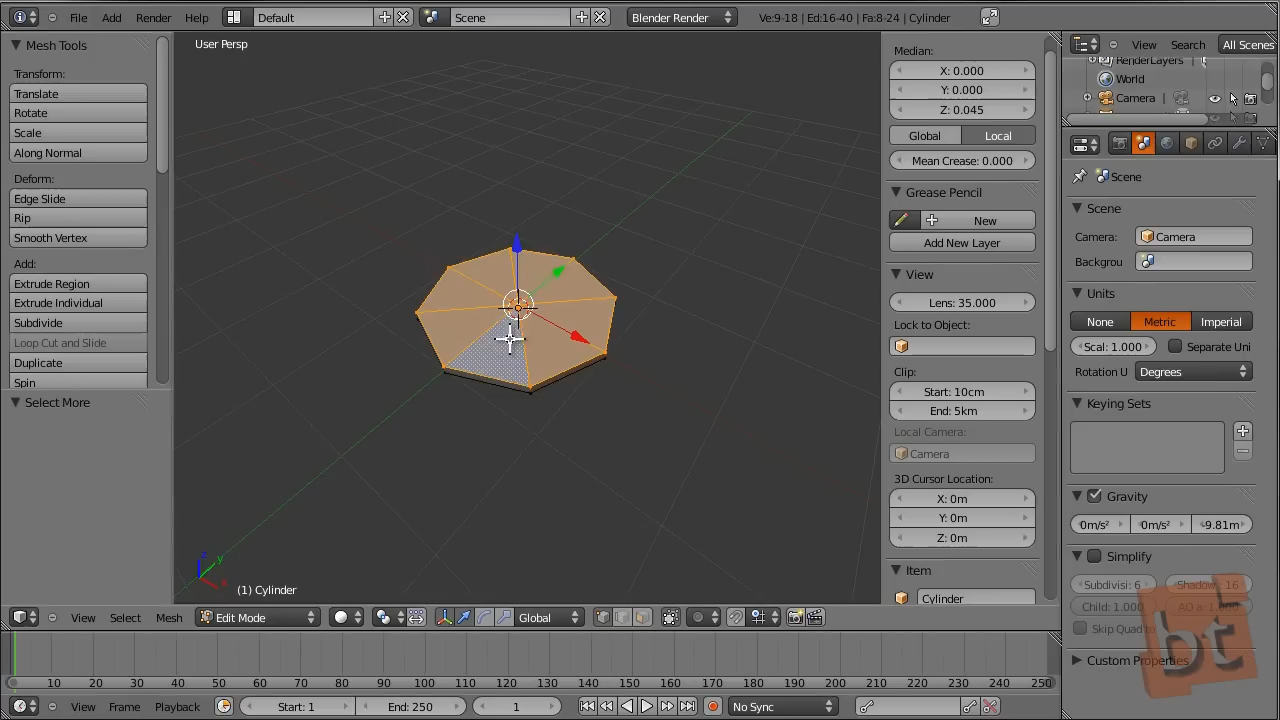 File Add Render Help Default Scene Blender Render Ve:9-18 | Ed:16-40 | Fa:8-24 | Cylinder
Mesh Tools
Transform:
Translate
Rotate
Scale
Along Normal
Deform:
Edge Slide
Rip
Smooth Vertex
Add:
Extrude Region
Extrude Individual
Subdivide
Loop Cut and Slide
Duplicate
Spin
Select More
User Persp
(1) Cylinder
z
y
x
Median:
X: 0.000
Y: 0.000
Z: 0.045
Global Local
Mean Crease: 0.000
Grease Pencil
New
Add New Layer
View
Lens: 35.000
Lock to Object:
Clip:
Start: 10cm
End: 5km
Local Camera:
Camera
3D Cursor Location:
X: 0m
Y: 0m
Z: 0m
Item
Cylinder
View Search All Scenes
RenderLayers
World
Camera
Scene
Scene
Camera: Camera
Backgrou
Units
None Metric Imperial
Scal: 1.000 Separate Uni
Rotation U Degrees
Keying Sets
Gravity
0m/s² 0m/s² -9.81m
Simplify
Subdivisi: 6 Shadow: 16
Child: 1.000 AO a: 1.000
Skip Quad
Custom Properties
bt
View Select Mesh Edit Mode Global
10 20 30 40 50 60 70 80 90 100 110 120 130 140 150 160 170 180 190 200 210 220 230 240 250
View Frame Playback Start: 1 End: 250 1 No Sync